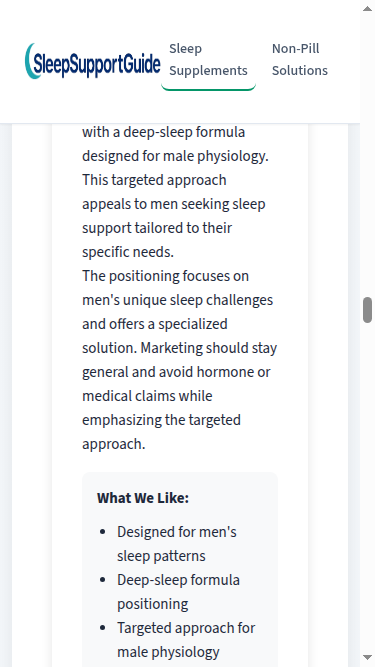 SleepSupportGuide
Sleep
Supplements
Non-Pill
Solutions
with a deep-sleep formula
designed for male physiology.
This targeted approach
appeals to men seeking sleep
support tailored to their
specific needs.
The positioning focuses on
men's unique sleep challenges
and offers a specialized
solution. Marketing should stay
general and avoid hormone or
medical claims while
emphasizing the targeted
approach.
What We Like:
Designed for men's
sleep patterns
Deep-sleep formula
positioning
Targeted approach for
male physiology